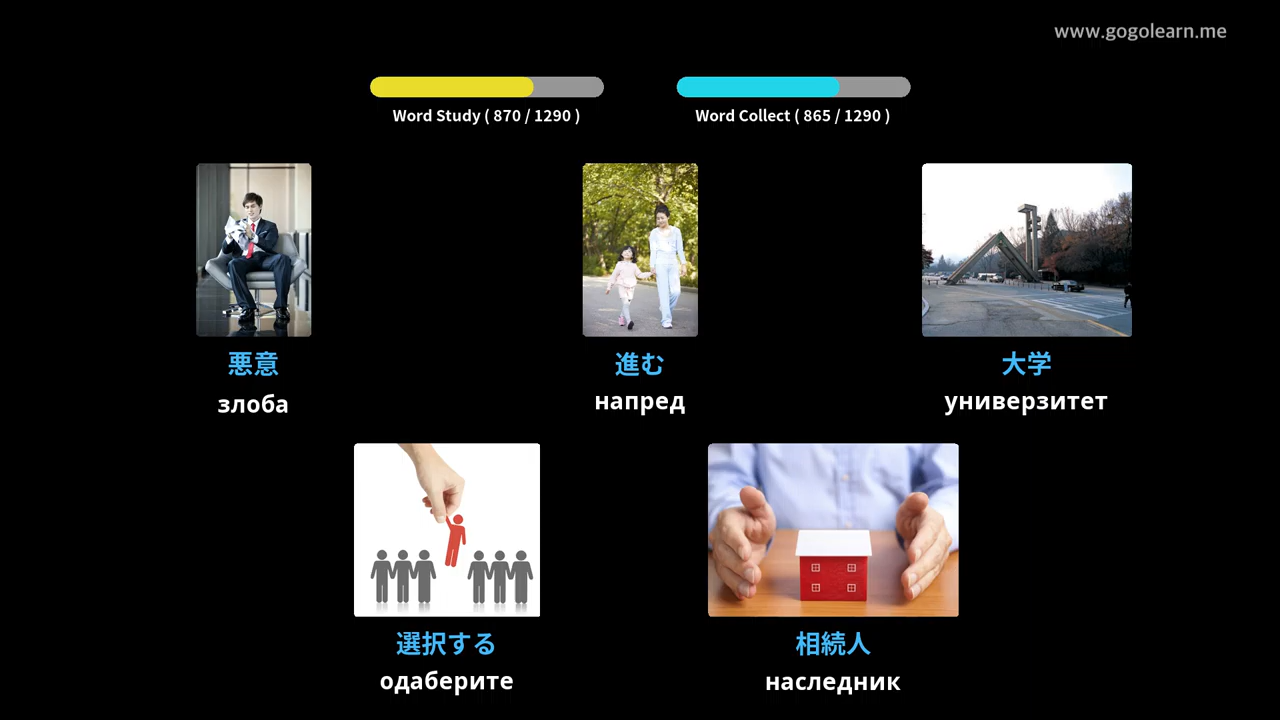 www.gogolearn.me
Word Study ( 870 / 1290 )
Word Collect ( 865 / 1290 )
悪意
злоба
進む
напред
大学
универзитет
選択する
одаберите
相続人
наследник